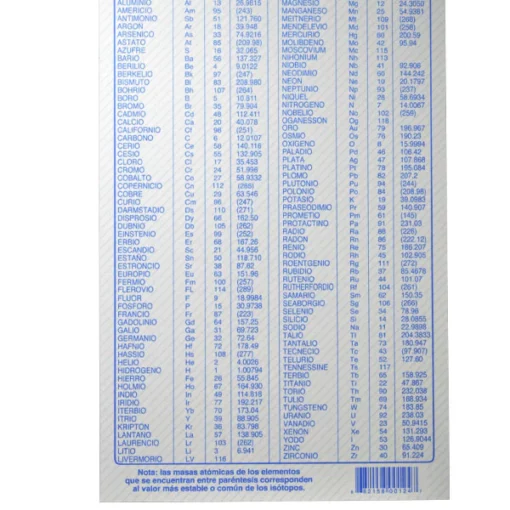 ALUMINIO Al 13 26.9815
AMERICIO Am 95 (243)
ANTIMONIO Sb 51 121.760
ARGON Ar 18 39.948
ARSENICO As 33 74.9216
ASTATO At 85 (209.98)
AZUFRE S 16 32.065
BARIO Ba 56 137.327
BERILIO Be 4 9.0122
BERKELIO Bk 97 (247)
BISMUTO Bi 83 208.980
BOHRIO Bh 107 (264)
BORO B 5 10.811
BROMO Br 35 79.904
CADMIO Cd 48 112.411
CALCIO Ca 20 40.078
CALIFORNIO Cf 98 (251)
CARBONO C 6 12.0107
CERIO Ce 58 140.116
CESIO Cs 55 132.905
CLORO Cl 17 35.453
CROMO Cr 24 51.996
COBALTO Co 27 58.9332
COPERNICIO Cn 112 (285)
COBRE Cu 29 63.546
CURIO Cm 96 (247)
DARMSTADIO Ds 110 (271)
DISPROSIO Dy 66 162.50
DUBNIO Db 105 (262)
EINSTENIO Es 99 (252)
ERBIO Er 68 167.26
ESCANDIO Sc 21 44.956
ESTAÑO Sn 50 118.710
ESTRONCIO Sr 38 87.62
EUROPIO Eu 63 151.96
FERMIO Fm 100 (257)
FLEROVIO FL 114 (289)
FLUOR F 9 18.9984
FOSFORO P 15 30.9738
FRANCIO Fr 87 (223)
GADOLINIO Gd 64 157.25
GALIO Ga 31 69.723
GERMANIO Ge 32 72.64
HAFNIO Hf 72 178.49
HASSIO Hs 108 (277)
HELIO He 2 4.0026
HIDROGENO H 1 1.00794
HIERRO Fe 26 55.845
HOLMIO Ho 67 164.930
INDIO In 49 114.818
IRIDIO Ir 77 192.217
ITERBIO Yb 70 173.04
ITRIO Y 39 88.905
KRIPTON Kr 36 83.798
LANTANO La 57 138.905
LAURENCIO Lr 103 (262)
LITIO Li 3 6.941
LIVERMORIO LV 116
MAGNESIO Mg 12 24.3050
MANGANESO Mn 25 54.9381
MEITNERIO Mt 109 (268)
MENDELEVIO Md 101 (258)
MERCURIO Hg 80 200.59
MOLIBDENO Mo 42 95.94
MOSCOVIUM Mc 115
NIHONIUM Nh 113
NIOBIO Nb 41 92.906
NEODIMIO Nd 60 144.242
NEON Ne 10 20.1797
NEPTUNIO Np 93 (237)
NIQUEL Ni 28 58.6934
NITROGENO N 7 14.0067
NOBELIO No 102 (259)
OGANESSON Og 118
ORO Au 79 196.967
OSMIO Os 76 190.23
OXIGENO O 8 15.9994
PALADIO Pd 46 106.42
PLATA Ag 47 107.868
PLATINO Pt 78 195.084
PLOMO Pb 82 207.2
PLUTONIO Pu 94 (244)
POLONIO Po 84 (208.98)
POTASIO K 19 39.0983
PRASEODIMIO Pr 59 140.907
PROMETIO Pm 61 (145)
PROTACTINIO Pa 91 231.03
RADIO Ra 88 (226)
RADON Rn 86 (222.12)
RENIO Re 75 186.207
RODIO Rh 45 102.905
ROENTGENIO Rg 111 (272)
RUBIDIO Rb 37 85.4678
RUTENIO Ru 44 101.07
RUTHERFORDIO Rf 104 (261)
SAMARIO Sm 62 150.35
SEABORGIO Sg 106 (266)
SELENIO Se 34 78.96
SILICIO Si 14 28.0855
SODIO Na 11 22.9898
TALIO Tl 81 204.3833
TANTALIO Ta 73 180.947
TECNECIO Tc 43 (97.907)
TELURO Te 52 127.60
TENNESSINE Ts 117
TERBIO Tb 65 158.925
TITANIO Ti 22 47.867
TORIO Th 90 232.038
TULIO Tm 69 168.934
TUNGSTENO W 74 183.85
URANIO U 92 238.03
VANADIO V 23 50.9415
XENON Xe 54 131.293
YODO I 53 126.9044
ZINC Zn 30 65.409
ZIRCONIO Zr 40 91.224
Nota: las masas atómicas de los elementos
que se encuentran entre paréntesis corresponden
al valor más estable o común de los isótopos.